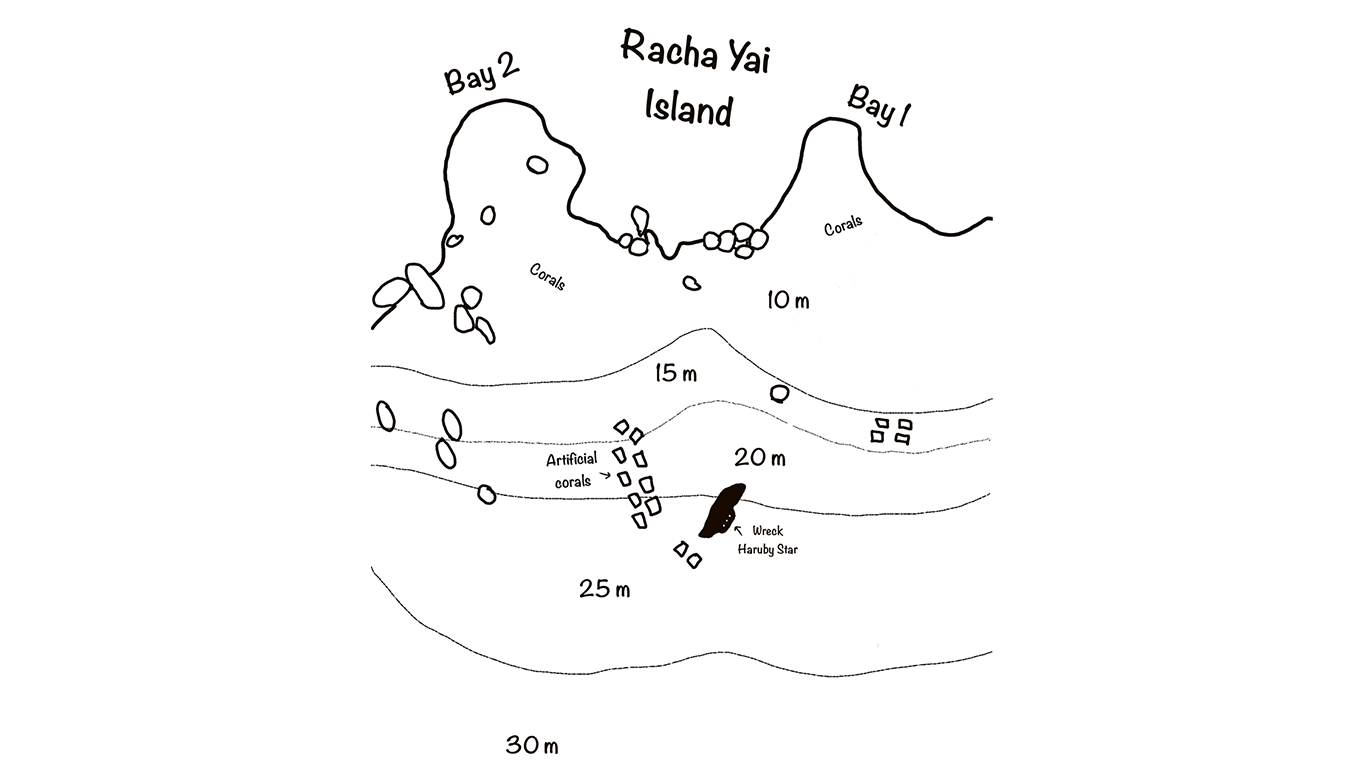 Racha Yai
Island
Bay 2
Bay 1
Corals
Corals
10 m
15 m
Artificial
corals
20 m
Wreck
Haruby Star
25 m
30 m